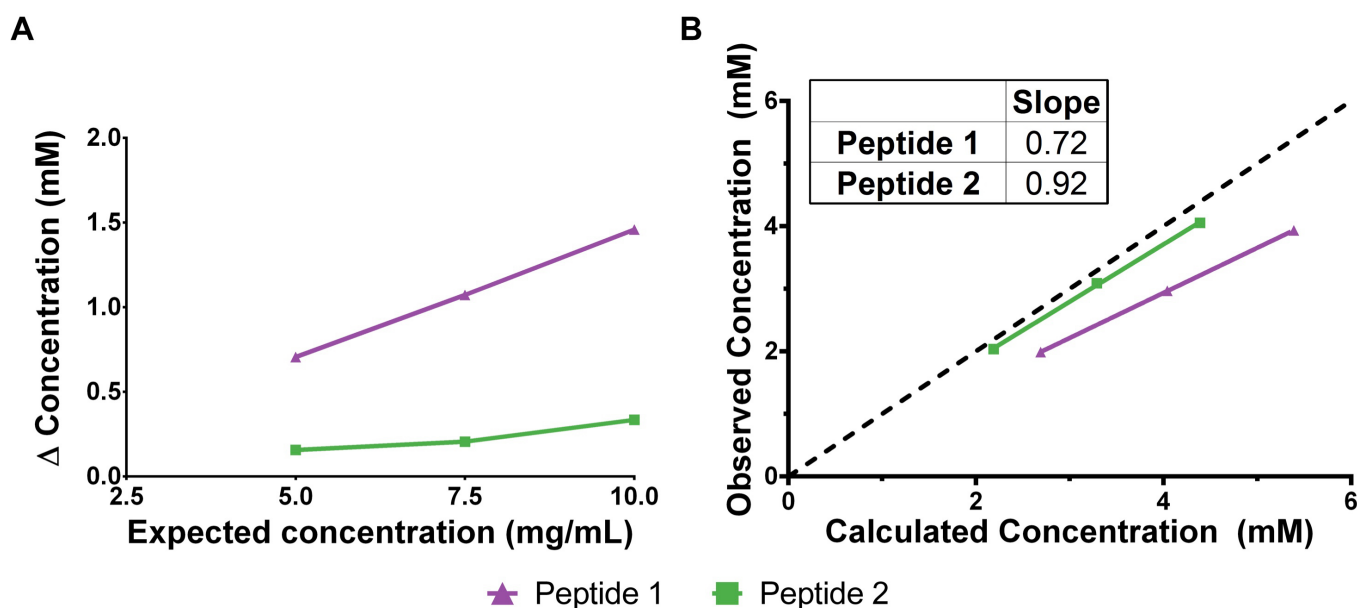 A
Δ Concentration (mM)
2.0
1.5
1.0
0.5
0.0
2.5 5.0 7.5 10.0
Expected concentration (mg/mL)
B
Observed Concentration (mM)
6
4
2
0
0 2 4 6
Calculated Concentration (mM)
Slope
Peptide 1 0.72
Peptide 2 0.92
Peptide 1 Peptide 2